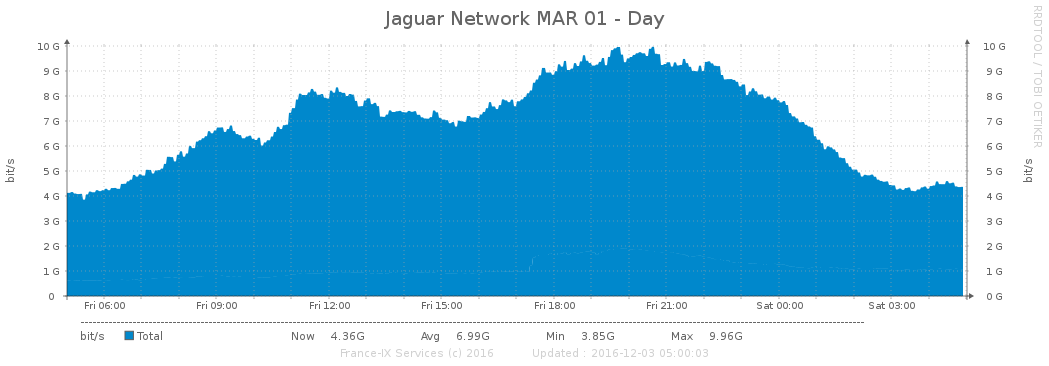 Jaguar Network MAR 01 - Day
RRDTOOL / TOBI OETIKER
bit/s
10 G
9 G
8 G
7 G
6 G
5 G
4 G
3 G
2 G
1 G
0
10 G
9 G
8 G
7 G
6 G
5 G
4 G
3 G
2 G
1 G
0 G
bit/s
Fri 06:00 Fri 09:00 Fri 12:00 Fri 15:00 Fri 18:00 Fri 21:00 Sat 00:00 Sat 03:00
bit/s Total Now 4.36G Avg 6.99G Min 3.85G Max 9.96G
France-IX Services (c) 2016 Updated : 2016-12-03 05:00:03